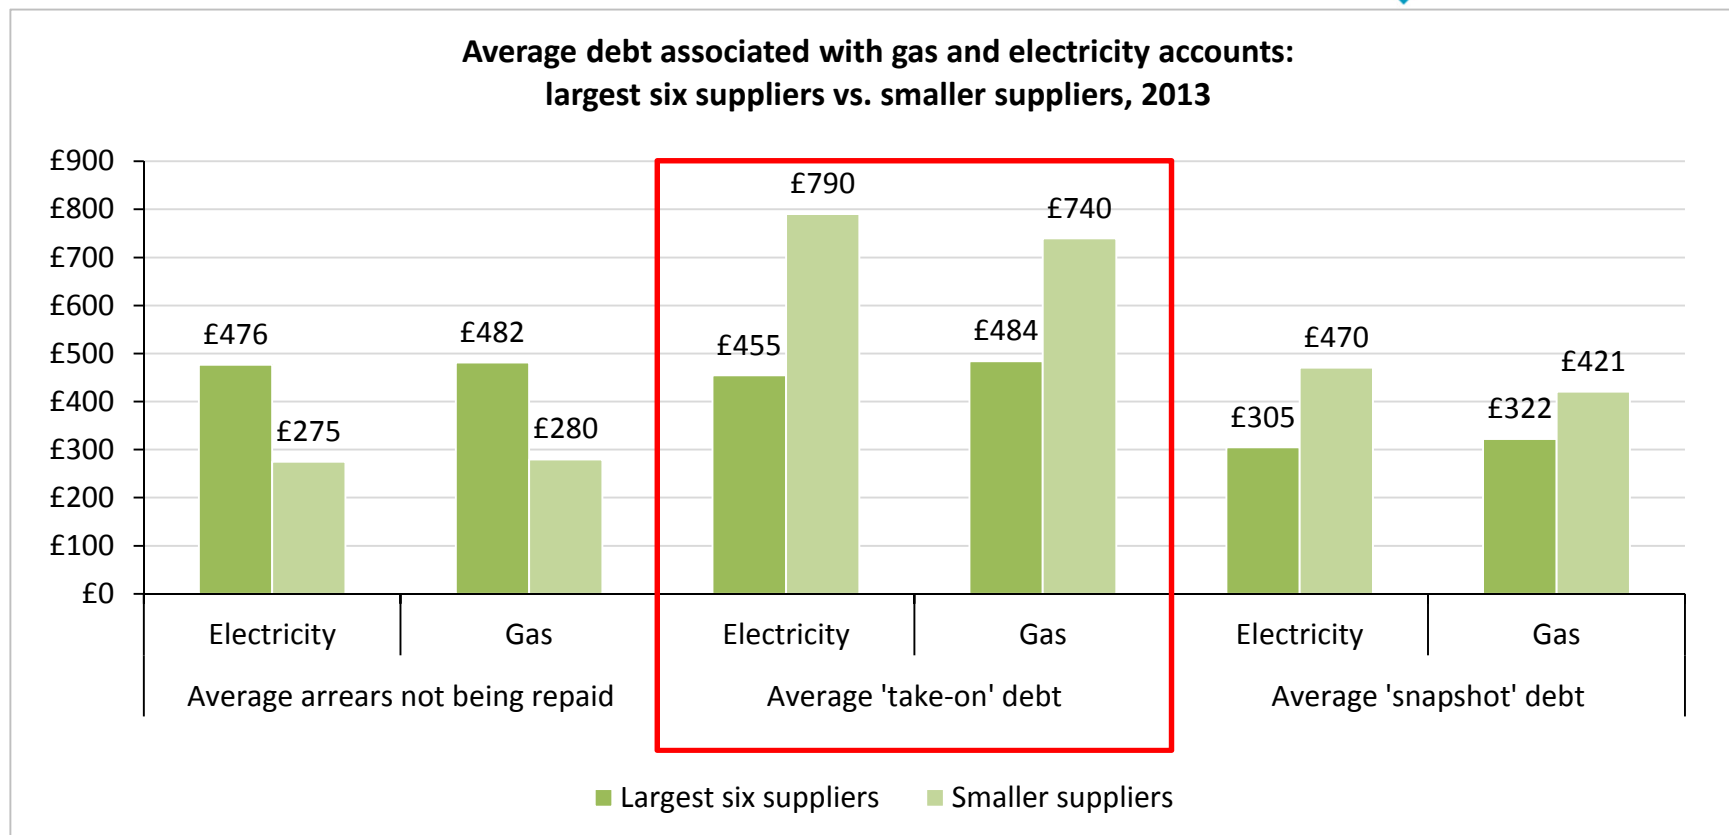 Average debt associated with gas and electricity accounts:
largest six suppliers vs. smaller suppliers, 2013
£900
£800
£700
£600
£500
£400
£300
£200
£100
£0
£476
£275
£482
£280
£455
£790
£484
£740
£305
£470
£322
£421
Electricity
Gas
Electricity
Gas
Electricity
Gas
Average arrears not being repaid
Average 'take-on' debt
Average 'snapshot' debt
Largest six suppliers
Smaller suppliers